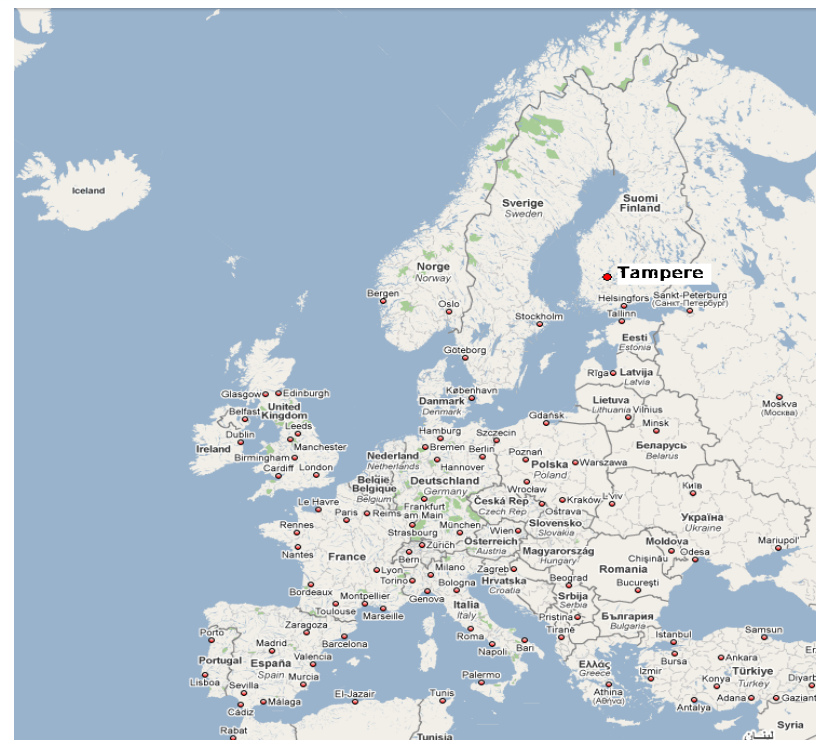 Iceland
Sverige
Sweden
Suomi
Finland
Norge
Norway
Tampere
Bergen
Oslo
Helsingfors
Sankt-Peterburg
(Санкт-Петербург)
Stockholm
Tallinn
Eesti
Estonia
Göteborg
Rīga
Latvija
Latvia
København
Danmark
Denmark
Glasgow
Edinburgh
Lietuva
Lithuania
Vilnius
Moskva
(Москва)
Belfast
United
Kingdom
Leeds
Gdańsk
Minsk
Dublin
Hamburg
Szczecin
Ireland
Manchester
Bremen
Berlin
Беларусь
Belarus
Birmingham
Nederland
Netherlands
Poznań
Polska
Poland
Warszawa
Cardiff
London
Hannover
België
Belgique
Belgium
Deutschland
Germany
Wrocław
Київ
Le Havre
Frankfurt
am Main
Česká Rep
Czech Rep
Kraków
L'viv
Paris
Reims
Ostrava
Україна
Ukraine
Rennes
Strasbourg
München
Wien
Slovensko
Slovakia
Zürich
Österreich
Austria
Magyarország
Hungary
Moldova
Chișinău
Mariupol'
Nantes
France
Bern
Odesa
Lyon
Milano
Zagreb
Romania
Torino
Bologna
Hrvatska
Croatia
Beograd
București
Bordeaux
Montpellier
Genova
Srbija
Serbia
Toulouse
Marseille
Italia
Italy
Pristina
България
Bulgaria
Porto
Zaragoza
Roma
Tiranë
Istanbul
Samsun
Madrid
Barcelona
Napoli
Bari
Bursa
Ankara
Portugal
España
Spain
Valencia
Ελλάς
Greece
Türkiye
Turkey
Lisboa
Murcia
Palermo
Izmir
Konya
Diyarb
Sevilla
El-Jazair
Tunis
Athina
(Αθήνα)
Adana
Gaziant
Cádiz
Málaga
Antalya
Rabat
Tunisia
لبنان
Syria